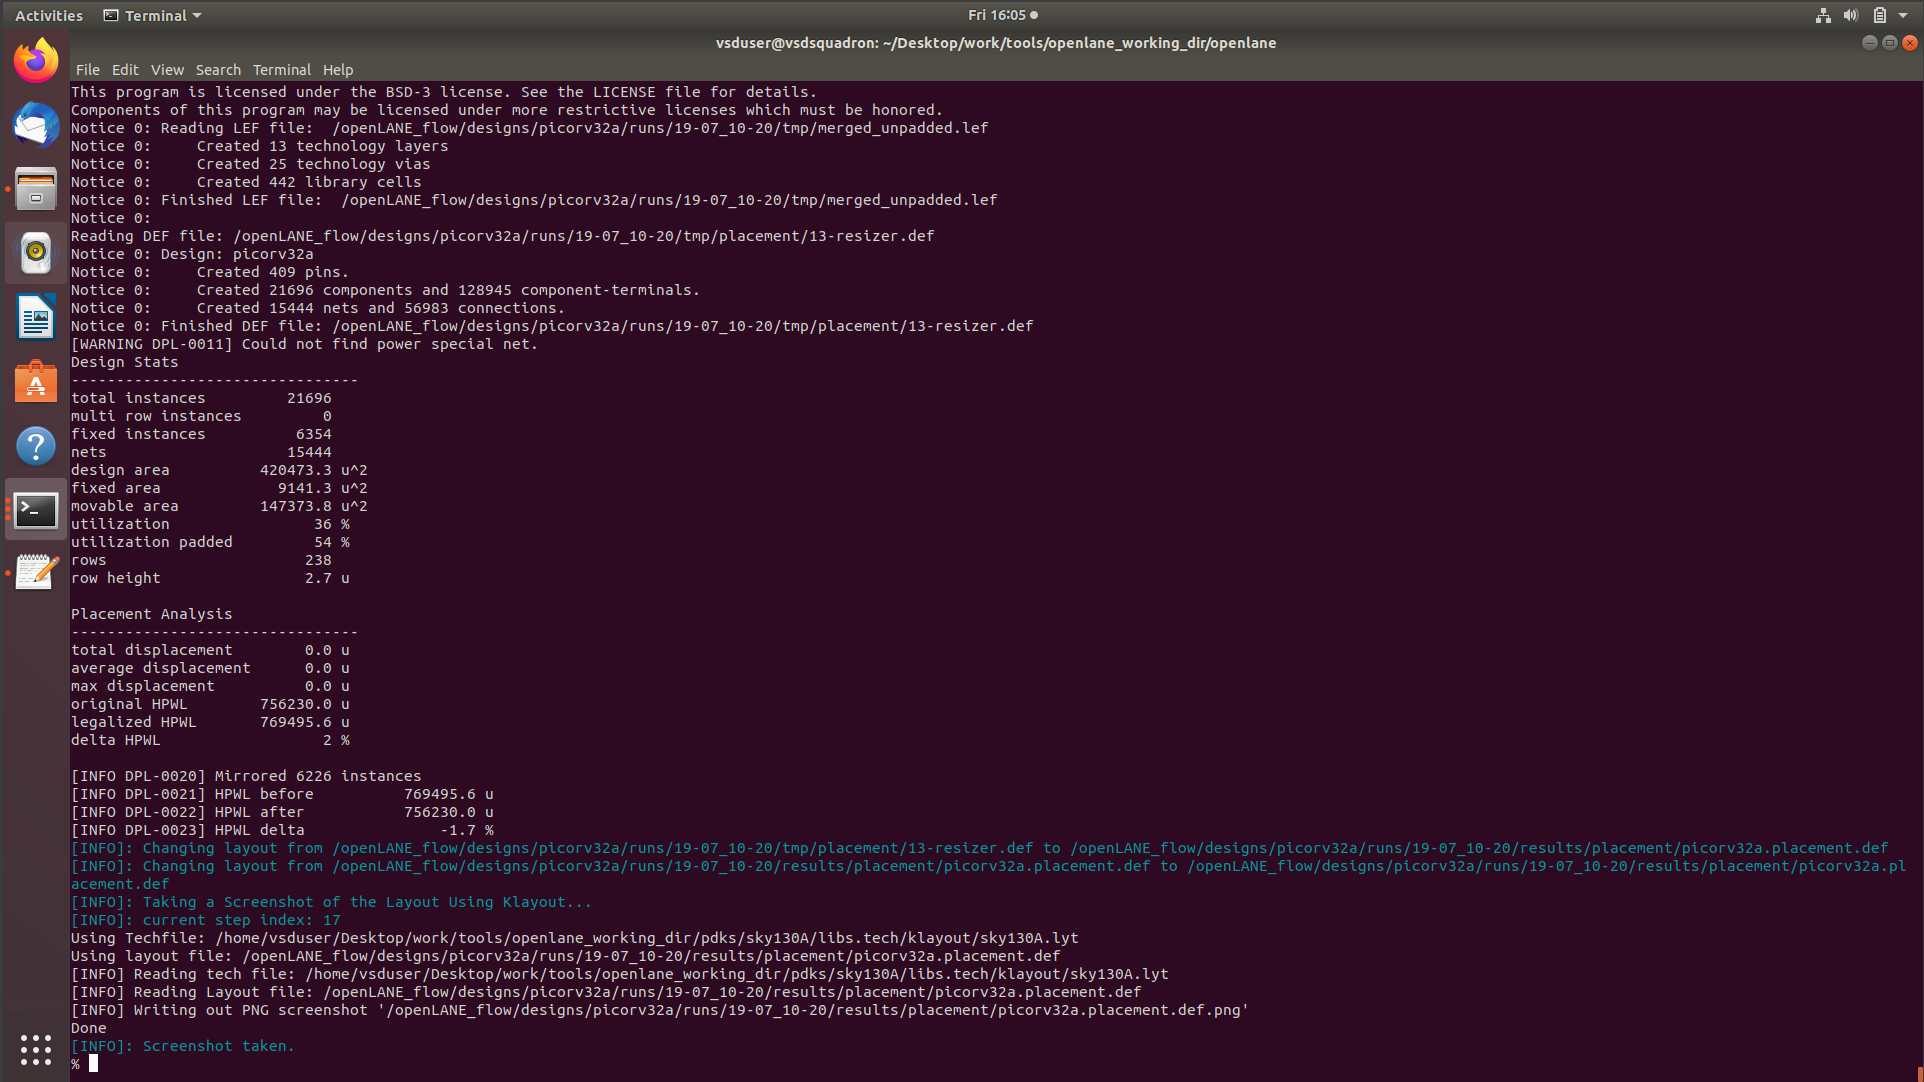 Activities Terminal Fri 16:05
vsduser@vsdsquadron: ~/Desktop/work/tools/openlane_working_dir/openlane
File Edit View Search Terminal Help
This program is licensed under the BSD-3 license. See the LICENSE file for details.
Components of this program may be licensed under more restrictive licenses which must be honored.
Notice 0: Reading LEF file:  /openLANE_flow/designs/picorv32a/runs/19-07_10-20/tmp/merged_unpadded.lef
Notice 0:     Created 13 technology layers
Notice 0:     Created 25 technology vias
Notice 0:     Created 442 library cells
Notice 0: Finished LEF file:  /openLANE_flow/designs/picorv32a/runs/19-07_10-20/tmp/merged_unpadded.lef
Notice 0:
Reading DEF file: /openLANE_flow/designs/picorv32a/runs/19-07_10-20/tmp/placement/13-resizer.def
Notice 0: Design: picorv32a
Notice 0:     Created 409 pins.
Notice 0:     Created 21696 components and 128945 component-terminals.
Notice 0:     Created 15444 nets and 56983 connections.
Notice 0: Finished DEF file: /openLANE_flow/designs/picorv32a/runs/19-07_10-20/tmp/placement/13-resizer.def
[WARNING DPL-0011] Could not find power special net.
Design Stats
--------------------------------
total instances         21696
multi row instances         0
fixed instances          6354
nets                    15444
design area          420473.3 u^2
fixed area             9141.3 u^2
movable area         147373.8 u^2
utilization                36 %
utilization padded         54 %
rows                      238
row height                2.7 u
Placement Analysis
--------------------------------
total displacement        0.0 u
average displacement      0.0 u
max displacement          0.0 u
original HPWL        756230.0 u
legalized HPWL       769495.6 u
delta HPWL                  2 %
[INFO DPL-0020] Mirrored 6226 instances
[INFO DPL-0021] HPWL before          769495.6 u
[INFO DPL-0022] HPWL after           756230.0 u
[INFO DPL-0023] HPWL delta               -1.7 %
[INFO]: Changing layout from /openLANE_flow/designs/picorv32a/runs/19-07_10-20/tmp/placement/13-resizer.def to /openLANE_flow/designs/picorv32a/runs/19-07_10-20/results/placement/picorv32a.placement.def
[INFO]: Changing layout from /openLANE_flow/designs/picorv32a/runs/19-07_10-20/results/placement/picorv32a.placement.def to /openLANE_flow/designs/picorv32a/runs/19-07_10-20/results/placement/picorv32a.pl
acement.def
[INFO]: Taking a Screenshot of the Layout Using Klayout...
[INFO]: current step index: 17
Using Techfile: /home/vsduser/Desktop/work/tools/openlane_working_dir/pdks/sky130A/libs.tech/klayout/sky130A.lyt
Using layout file: /openLANE_flow/designs/picorv32a/runs/19-07_10-20/results/placement/picorv32a.placement.def
[INFO] Reading tech file: /home/vsduser/Desktop/work/tools/openlane_working_dir/pdks/sky130A/libs.tech/klayout/sky130A.lyt
[INFO] Reading Layout file: /openLANE_flow/designs/picorv32a/runs/19-07_10-20/results/placement/picorv32a.placement.def
[INFO] Writing out PNG screenshot '/openLANE_flow/designs/picorv32a/runs/19-07_10-20/results/placement/picorv32a.placement.def.png'
Done
[INFO]: Screenshot taken.
%